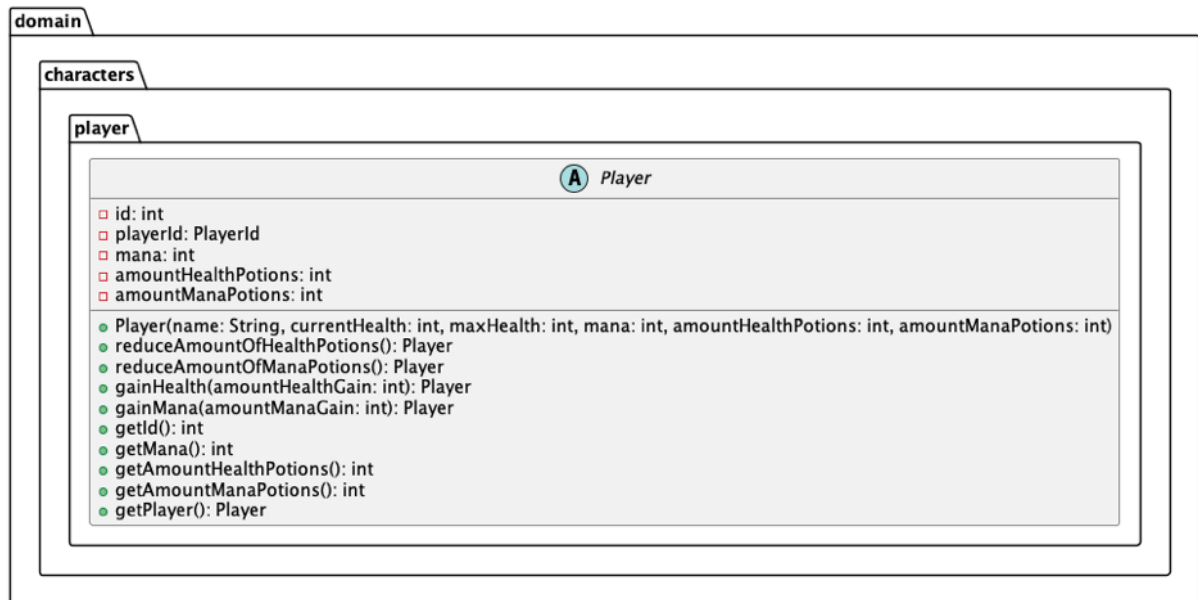 domain
characters
player
A Player
id: int
playerId: PlayerId
mana: int
amountHealthPotions: int
amountManaPotions: int
Player(name: String, currentHealth: int, maxHealth: int, mana: int, amountHealthPotions: int, amountManaPotions: int)
reduceAmountOfHealthPotions(): Player
reduceAmountOfManaPotions(): Player
gainHealth(amountHealthGain: int): Player
gainMana(amountManaGain: int): Player
getId(): int
getMana(): int
getAmountHealthPotions(): int
getAmountManaPotions(): int
getPlayer(): Player